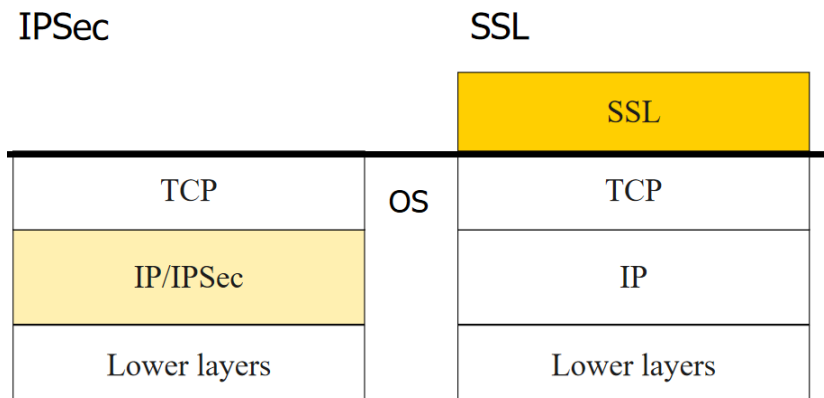 IPSec
SSL
SSL
TCP
OS
TCP
IP/IPSec
IP
Lower layers
Lower layers